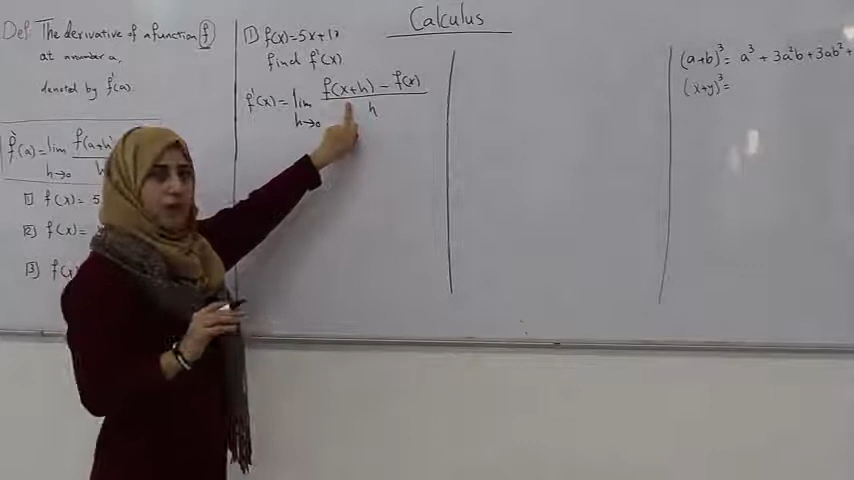 Calculus
Def The derivative of a function f
at a number a,
denoted by f'(a).
f'(a) = lim h→0 f(a+h
1 f(x) = 5
2 f(x) =
3 f(x
1 f(x) = 5x + 1
find f'(x)
f'(x) = lim h→0 f(x+h) - f(x) / h
(a+b)³ = a³ + 3a²b + 3ab² +
(x+y)³ =